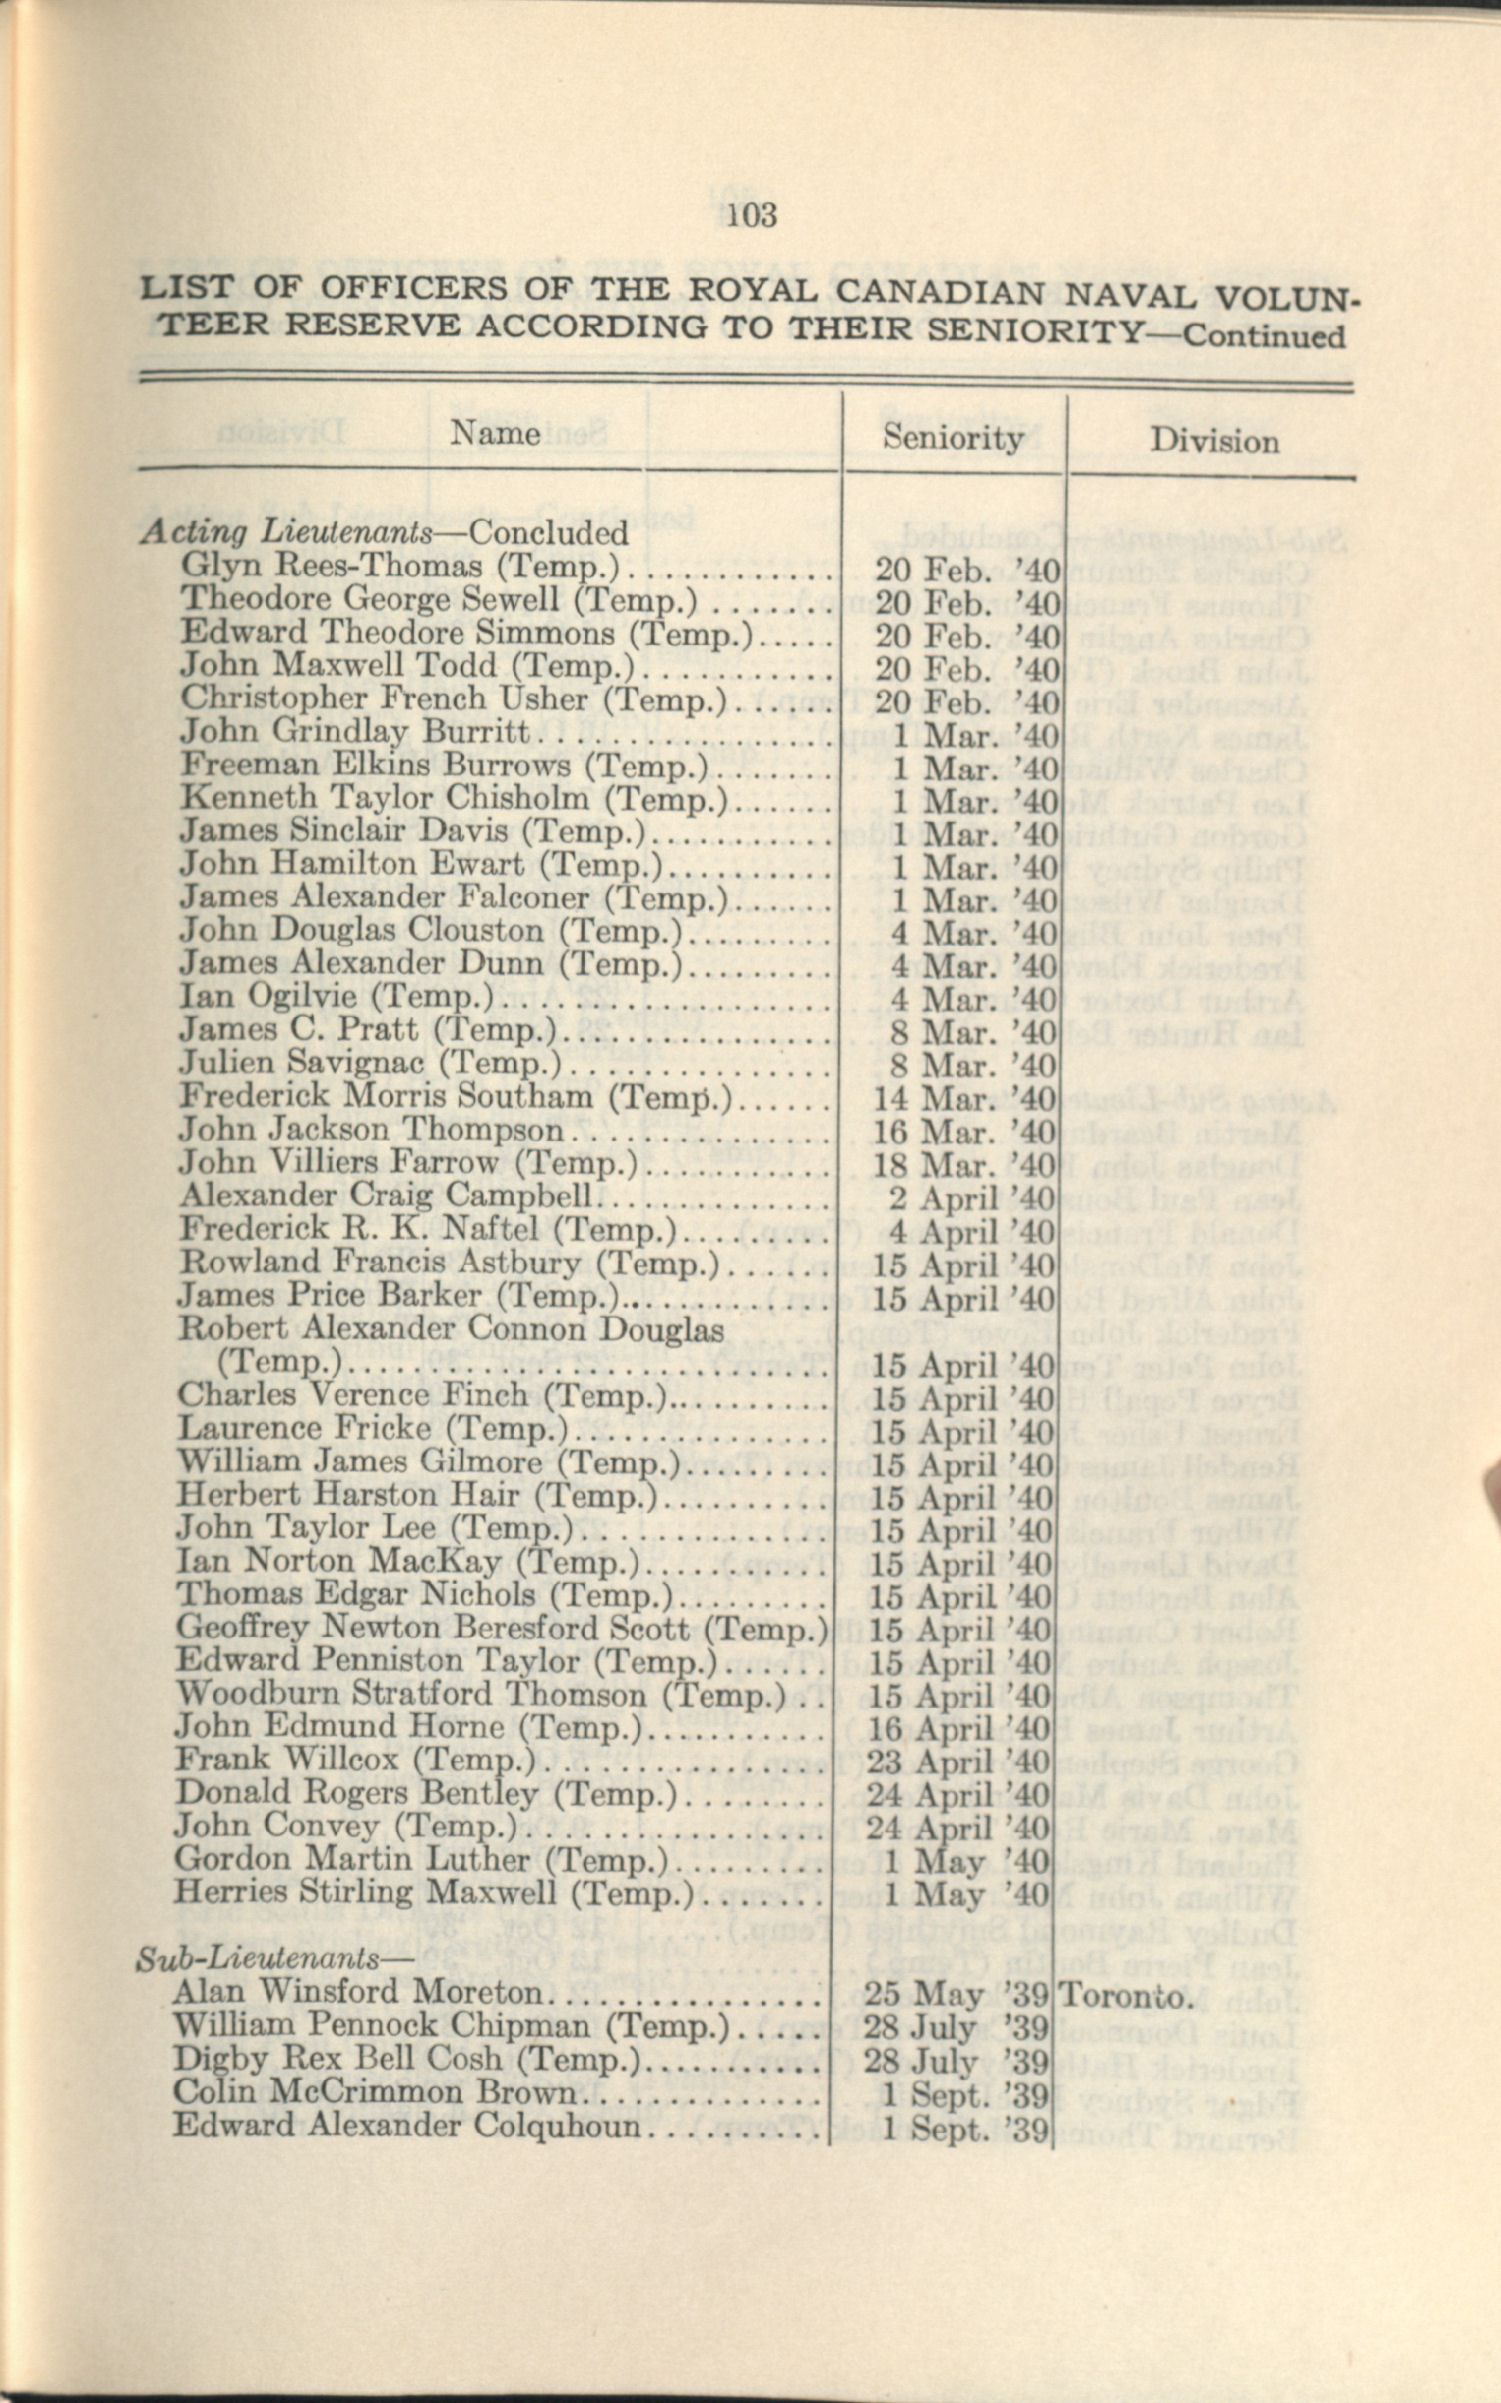 103
LIST OF OFFICERS OF THE ROYAL CANADIAN NAVAL VOLUN-
TEER RESERVE ACCORDING TO THEIR SENIORITY—Continued
Name Seniority Division
Acting Lieutenants—Concluded
Glyn Rees-Thomas (Temp.)............. 20 Feb. '40
Theodore George Sewell (Temp.) ....... 20 Feb. '40
Edward Theodore Simmons (Temp.)..... 20 Feb. '40
John Maxwell Todd (Temp.)............ 20 Feb. '40
Christopher French Usher (Temp.)...... 20 Feb. '40
John Grindlay Burritt.................. 1 Mar. '40
Freeman Elkins Burrows (Temp.)....... 1 Mar. '40
Kenneth Taylor Chisholm (Temp.)...... 1 Mar. '40
James Sinclair Davis (Temp.)........... 1 Mar. '40
John Hamilton Ewart (Temp.).......... 1 Mar. '40
James Alexander Falconer (Temp.)...... 1 Mar. '40
John Douglas Clouston (Temp.)......... 4 Mar. '40
James Alexander Dunn (Temp.)......... 4 Mar. '40
Ian Ogilvie (Temp.).................... 4 Mar. '40
James C. Pratt (Temp.)................. 8 Mar. '40
Julien Savignac (Temp.)................ 8 Mar. '40
Frederick Morris Southam (Temp.)...... 14 Mar. '40
John Jackson Thompson................ 16 Mar. '40
John Villiers Farrow (Temp.)............ 18 Mar. '40
Alexander Craig Campbell............... 2 April '40
Frederick R. K. Naftel (Temp.)......... 4 April '40
Rowland Francis Astbury (Temp.)...... 15 April '40
James Price Barker (Temp.)............. 15 April '40
Robert Alexander Connon Douglas
(Temp.)............................. 15 April '40
Charles Verence Finch (Temp.).......... 15 April '40
Laurence Fricke (Temp.)................ 15 April '40
William James Gilmore (Temp.)......... 15 April '40
Herbert Harston Hair (Temp.).......... 15 April '40
John Taylor Lee (Temp.)............... 15 April '40
Ian Norton MacKay (Temp.)........... 15 April '40
Thomas Edgar Nichols (Temp.)......... 15 April '40
Geoffrey Newton Beresford Scott (Temp.) 15 April '40
Edward Penniston Taylor (Temp.)...... 15 April '40
Woodburn Stratford Thomson (Temp.) .. 15 April '40
John Edmund Horne (Temp.)........... 16 April '40
Frank Willcox (Temp.)................. 23 April '40
Donald Rogers Bentley (Temp.)........ 24 April '40
John Convey (Temp.).................. 24 April '40
Gordon Martin Luther (Temp.)......... 1 May '40
Herries Stirling Maxwell (Temp.)....... 1 May '40
Sub-Lieutenants—
Alan Winsford Moreton................. 25 May '39 Toronto.
William Pennock Chipman (Temp.)..... 28 July '39
Digby Rex Bell Cosh (Temp.)........... 28 July '39
Colin McCrimmon Brown............... 1 Sept. '39
Edward Alexander Colquhoun.......... 1 Sept. '39